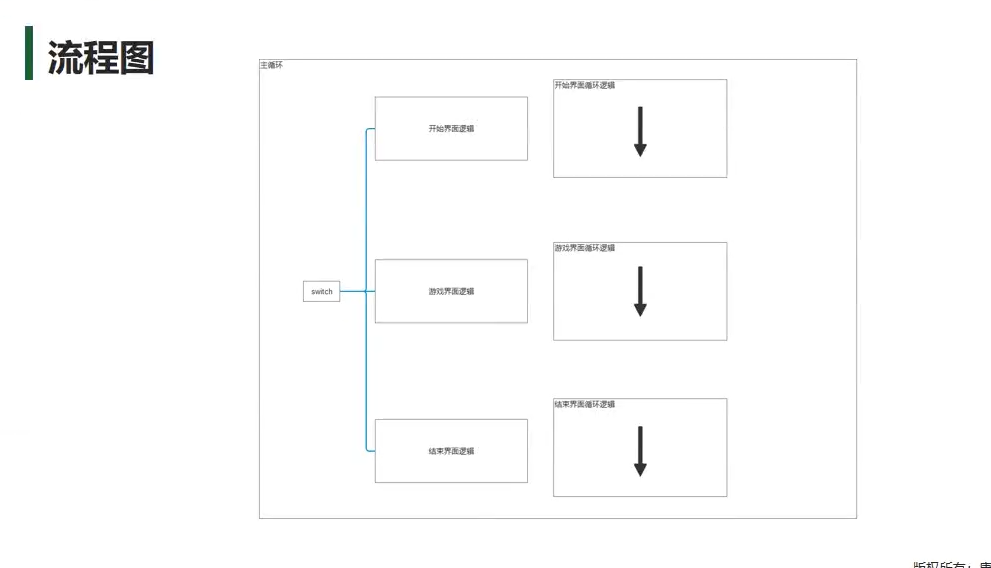 流程图
主循环
开始界面逻辑
开始界面循环逻辑
switch
游戏界面逻辑
游戏界面循环逻辑
结束界面逻辑
结束界面循环逻辑
版权所有：唐